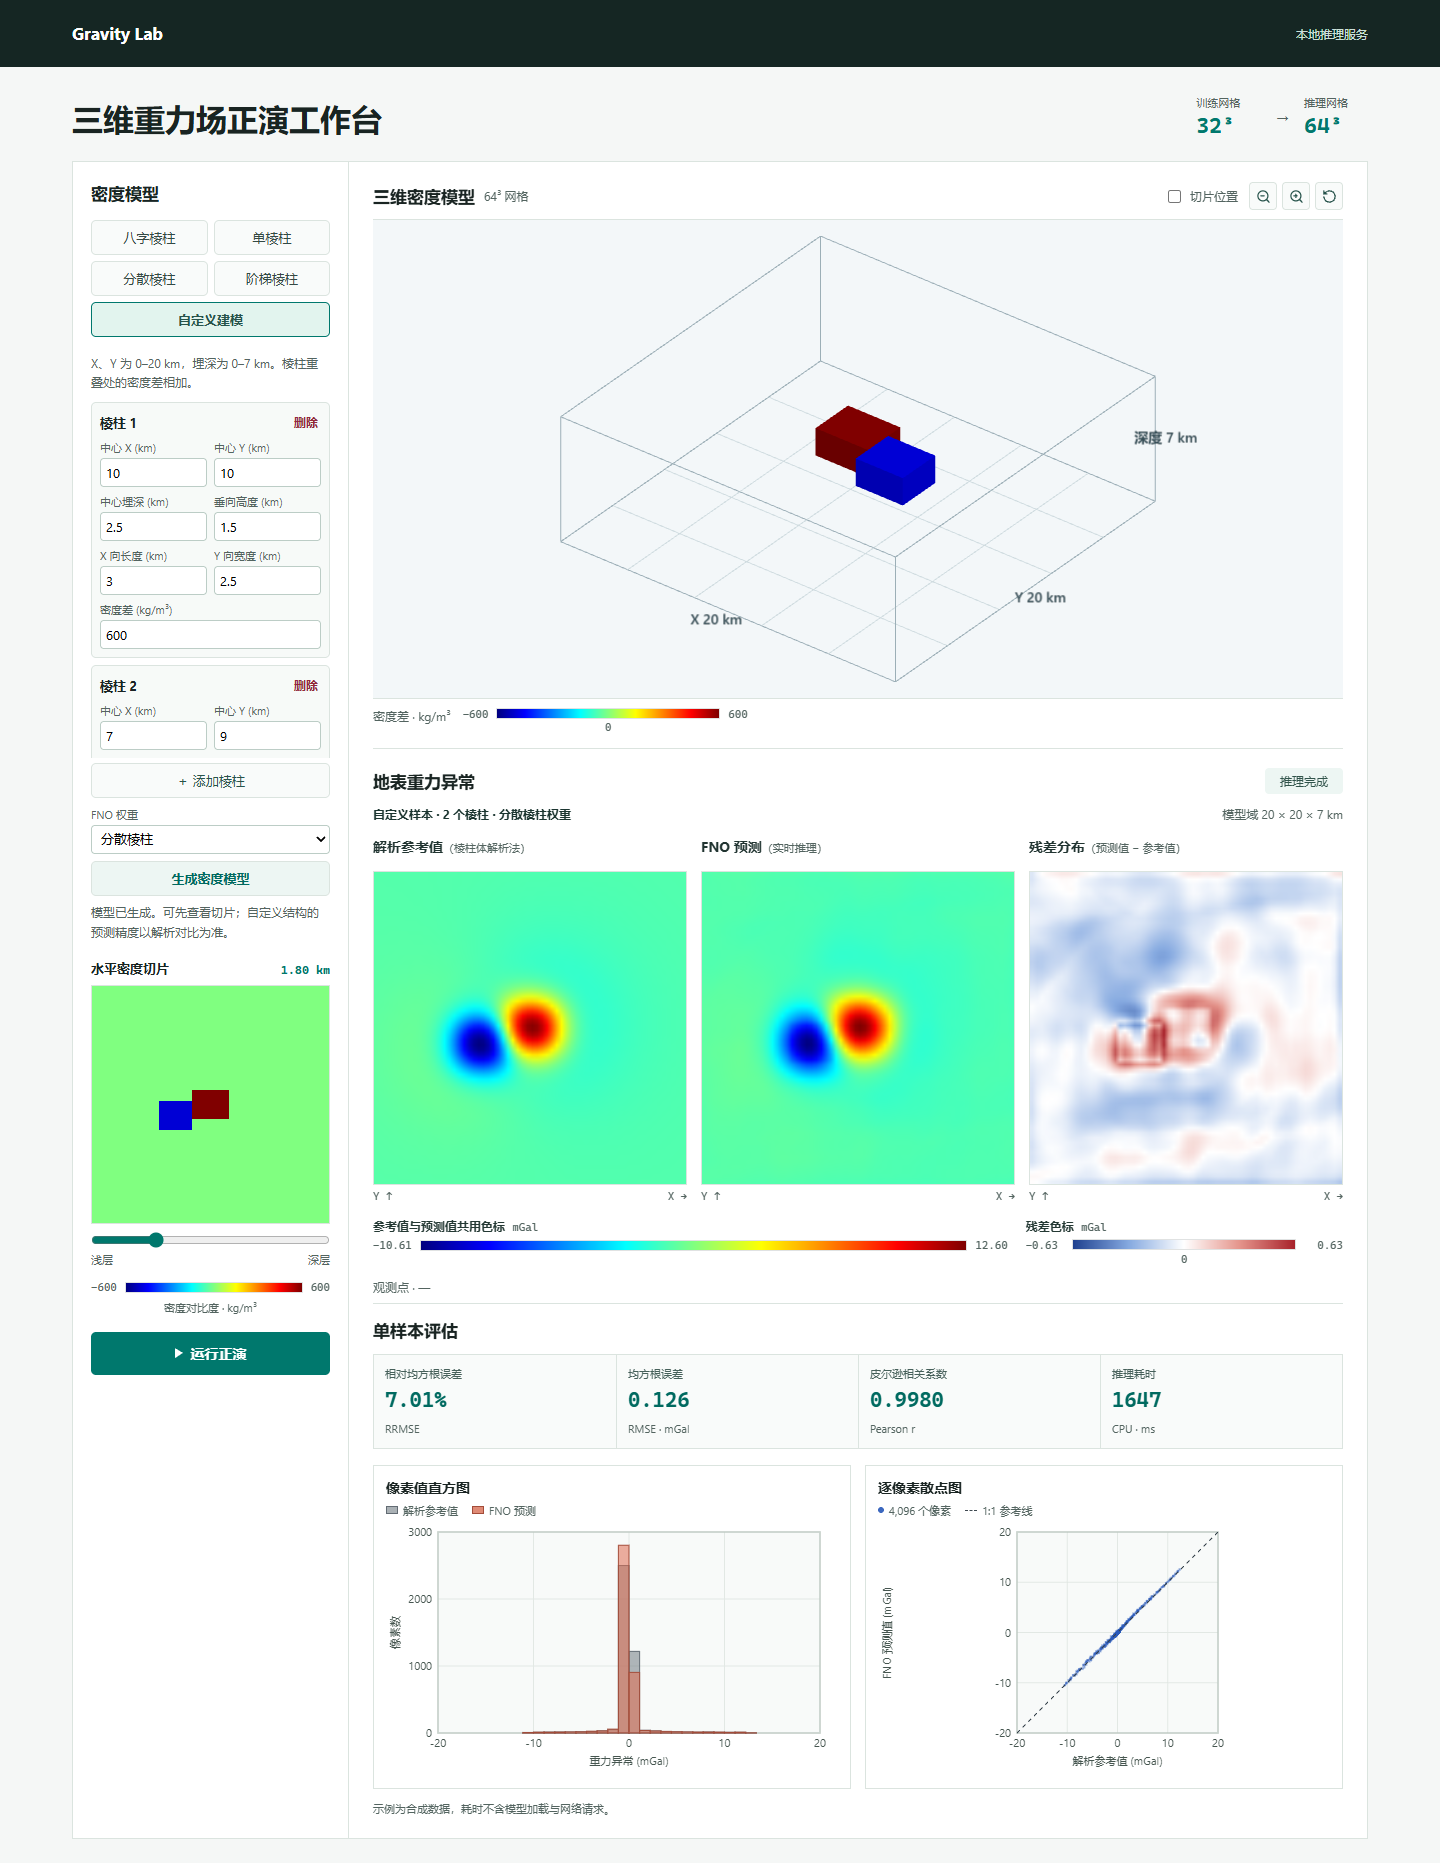 Gravity Lab
本地推理服务
三维重力场正演工作台
训练网格
32³
→
推理网格
64³
密度模型
八字棱柱
单棱柱
分散棱柱
阶梯棱柱
自定义建模
X、Y 为 0–20 km，埋深为 0–7 km。棱柱重
叠处的密度差相加。
棱柱 1
删除
中心 X (km)
中心 Y (km)
10
10
中心埋深 (km)
垂向高度 (km)
2.5
1.5
X 向长度 (km)
Y 向宽度 (km)
3
2.5
密度差 (kg/m³)
600
棱柱 2
删除
中心 X (km)
中心 Y (km)
7
9
+ 添加棱柱
FNO 权重
分散棱柱
生成密度模型
模型已生成。可先查看切片；自定义结构的
预测精度以解析对比为准。
水平密度切片
1.80 km
浅层
深层
−600
600
密度对比度 · kg/m³
运行正演
三维密度模型 64³ 网格
切片位置
深度 7 km
Y 20 km
X 20 km
密度差 · kg/m³
−600
600
0
地表重力异常
推理完成
自定义样本 · 2 个棱柱 · 分散棱柱权重
模型域 20 × 20 × 7 km
解析参考值 (棱柱体解析法)
FNO 预测 (实时推理)
残差分布 (预测值 − 参考值)
Y ↑
X →
Y ↑
X →
Y ↑
X →
参考值与预测值共用色标 mGal
−10.61
12.60
残差色标 mGal
−0.63
0.63
0
观测点 · —
单样本评估
相对均方根误差
7.01%
RRMSE
均方根误差
0.126
RMSE · mGal
皮尔逊相关系数
0.9980
Pearson r
推理耗时
1647
CPU · ms
像素值直方图
解析参考值
FNO 预测
3000
2000
1000
0
像素数
-20
-10
0
10
20
重力异常 (mGal)
逐像素散点图
4,096 个像素
1:1 参考线
20
10
0
-10
-20
FNO 预测值 (mGal)
-20
-10
0
10
20
解析参考值 (mGal)
示例为合成数据，耗时不含模型加载与网络请求。